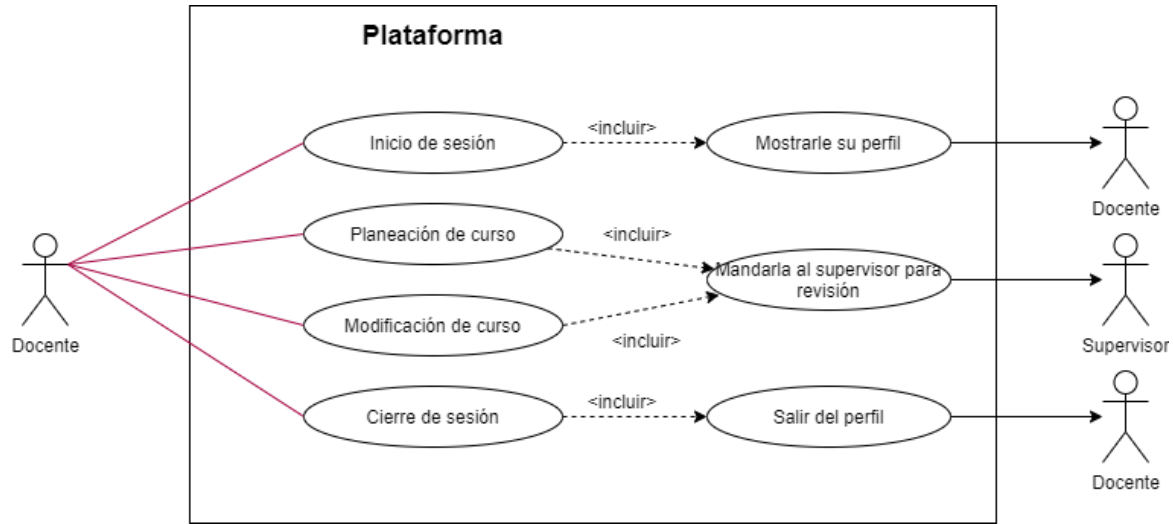 Plataforma
Inicio de sesión
<incluir>
Mostrarle su perfil
Docente
Planeación de curso
<incluir>
Mandarla al supervisor para
revisión
Docente
Modificación de curso
<incluir>
Supervisor
Cierre de sesión
<incluir>
Salir del perfil
Docente